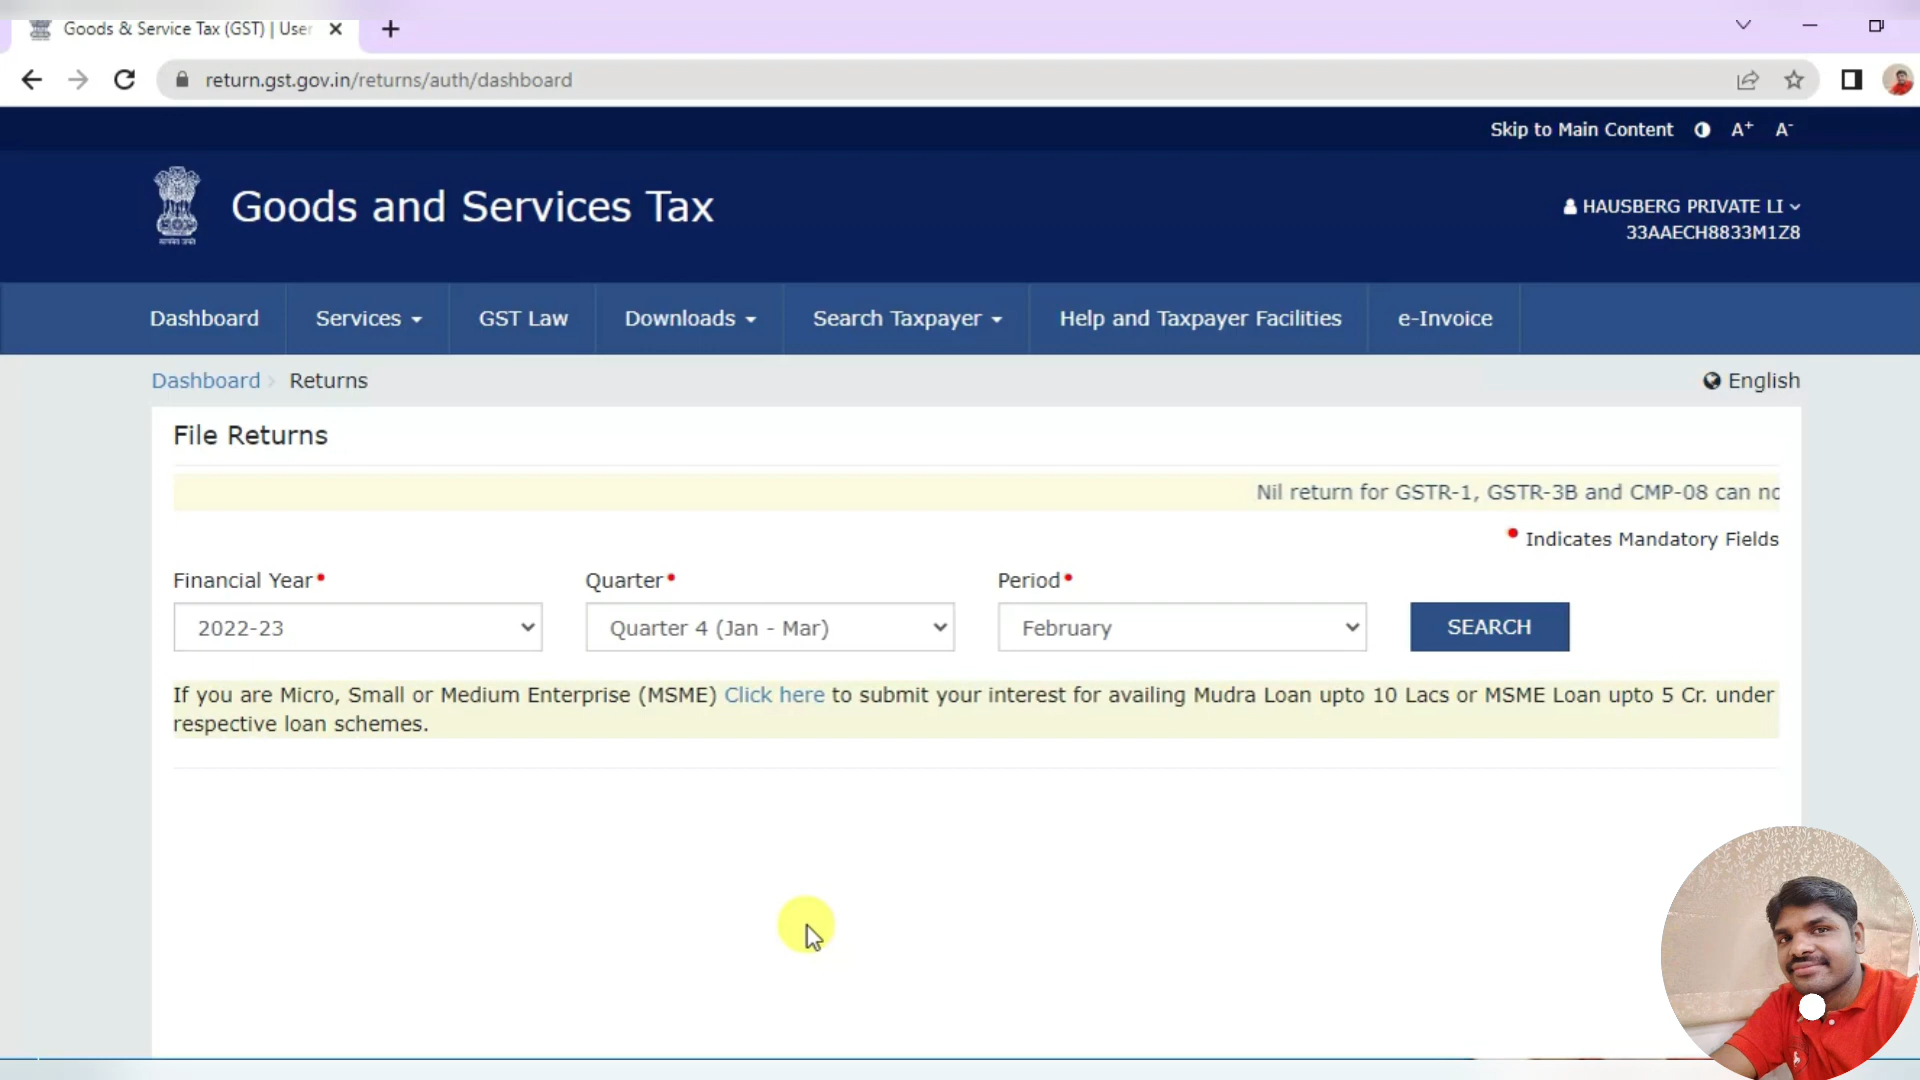 Goods & Service Tax (GST) | User
return.gst.gov.in/returns/auth/dashboard
Skip to Main Content A+ A-
Goods and Services Tax
HAUSBERG PRIVATE LI
33AAECH8833M1Z8
Dashboard Services GST Law Downloads Search Taxpayer Help and Taxpayer Facilities e-Invoice
Dashboard Returns English
File Returns
Nil return for GSTR-1, GSTR-3B and CMP-08 can no
• Indicates Mandatory Fields
Financial Year• Quarter• Period•
2022-23 Quarter 4 (Jan - Mar) February SEARCH
If you are Micro, Small or Medium Enterprise (MSME) Click here to submit your interest for availing Mudra Loan upto 10 Lacs or MSME Loan upto 5 Cr. under
respective loan schemes.